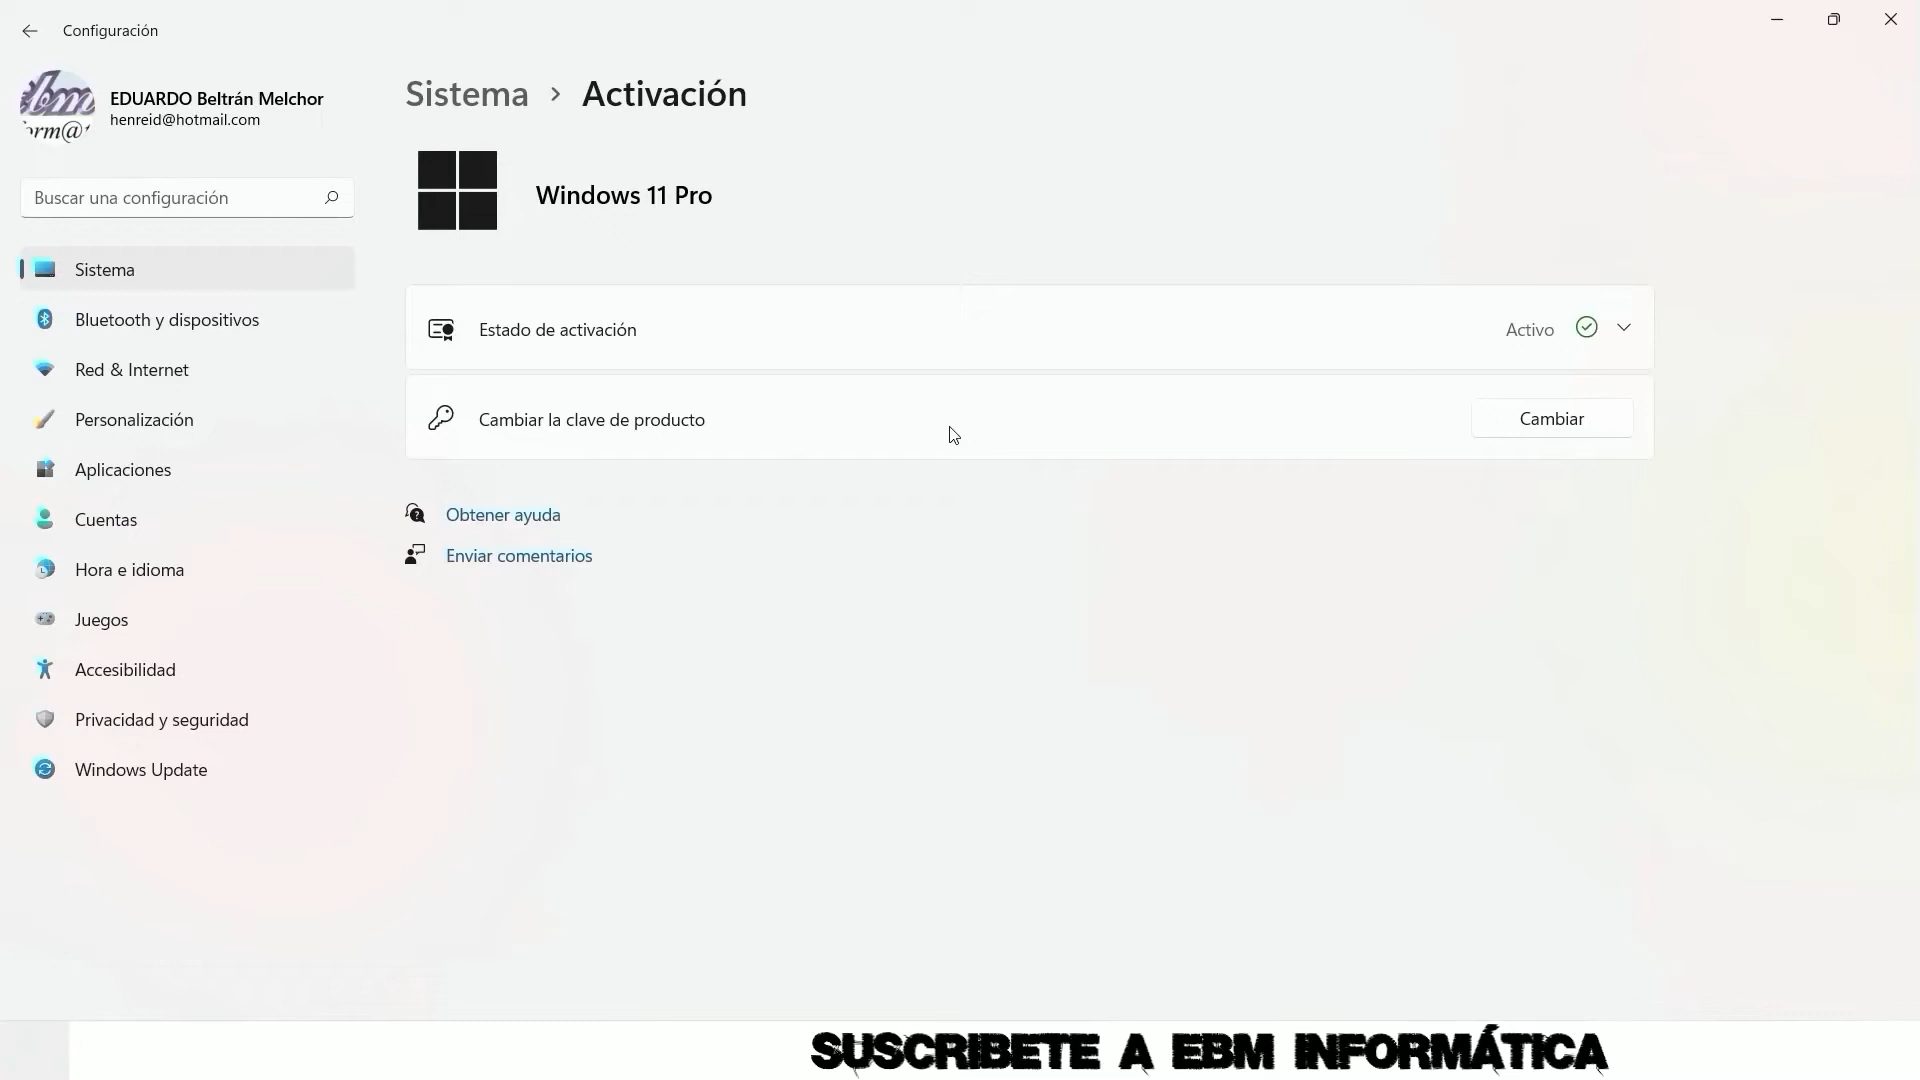 Configuración
EDUARDO Beltrán Melchor
henreid@hotmail.com
Buscar una configuración
Sistema
Bluetooth y dispositivos
Red & Internet
Personalización
Aplicaciones
Cuentas
Hora e idioma
Juegos
Accesibilidad
Privacidad y seguridad
Windows Update
Sistema > Activación
Windows 11 Pro
Estado de activación Activo
Cambiar la clave de producto Cambiar
Obtener ayuda
Enviar comentarios
SUSCRIBETE A EBM INFORMÁTICA